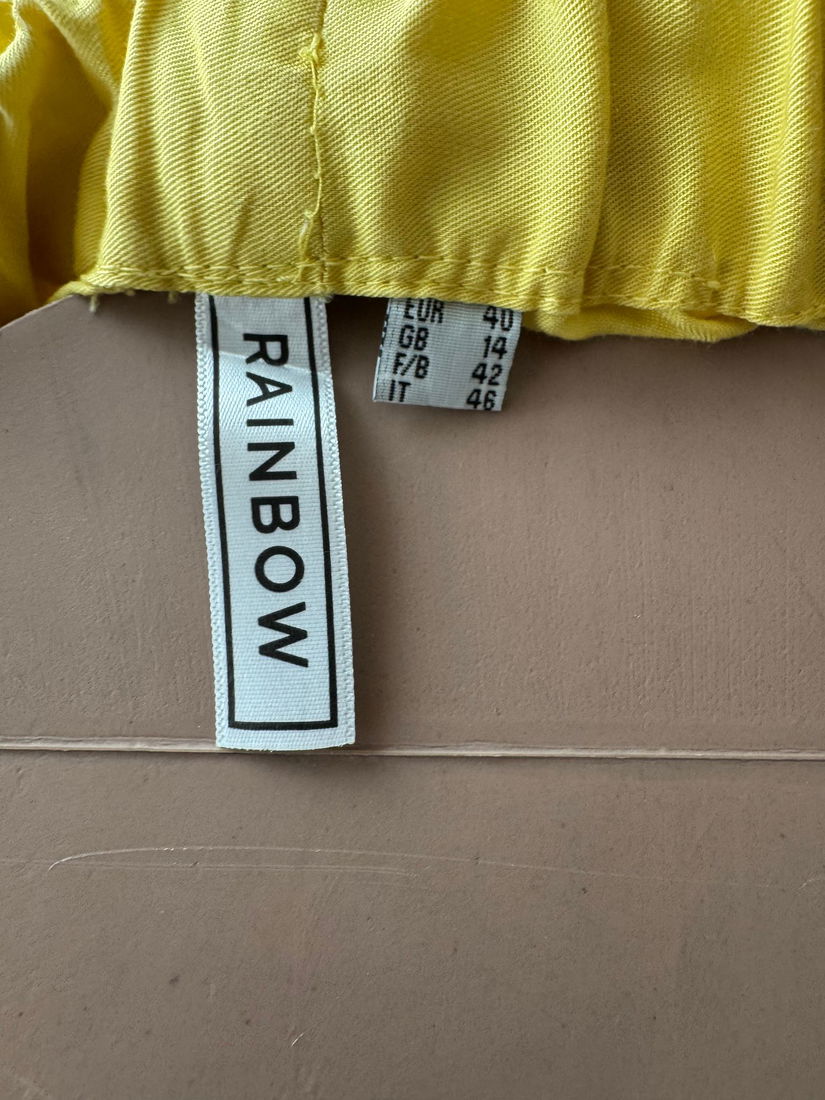 RAINBOW
EUR 40
GB 14
F/B 42
IT 46